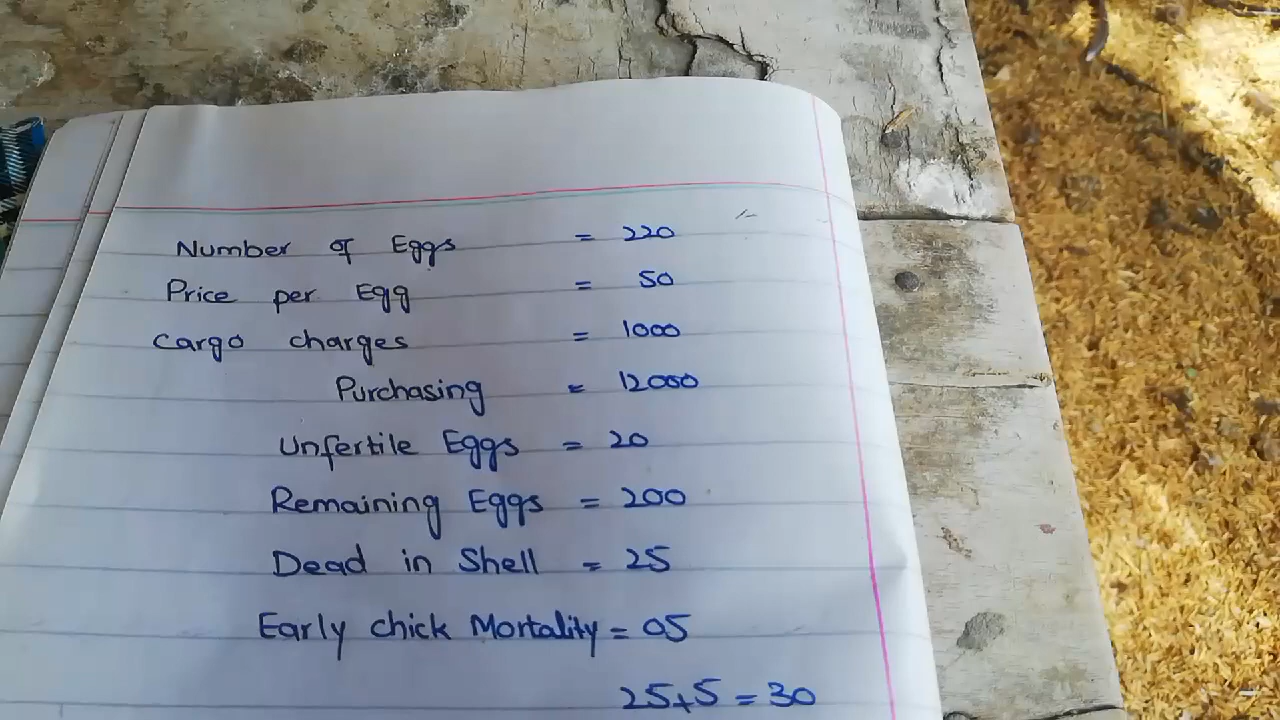 Number of Eggs = 220
Price per Egg = 50
Cargo charges = 1000
Purchasing = 12000
Unfertile Eggs = 20
Remaining Eggs = 200
Dead in Shell = 25
Early chick Mortality = 05
25+5 = 30